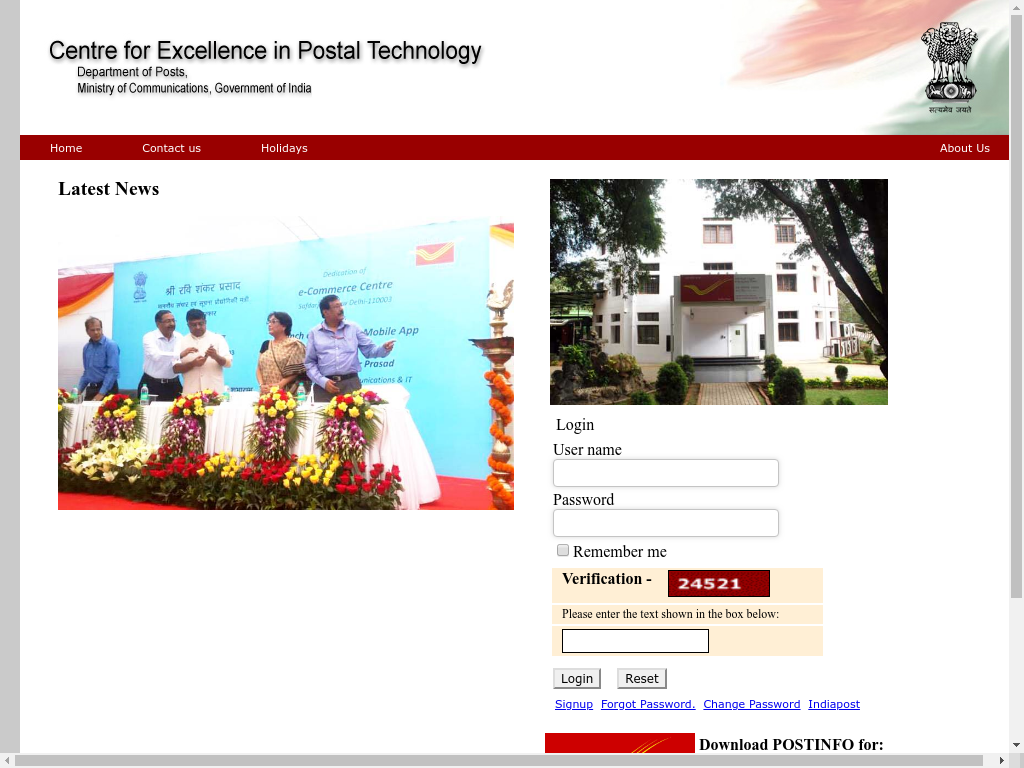 Centre for Excellence in Postal Technology
Department of Posts,
Ministry of Communications, Government of India
सत्यमेव जयते
Home
Contact us
Holidays
About Us
Latest News
Dedication of
श्री रवि शंकर प्रसाद
e-Commerce Centre
Delhi-110003
Mobile App
Prasad
& IT
Login
User name
Password
Remember me
Verification -
24521
Please enter the text shown in the box below:
Login
Reset
Signup
Forgot Password.
Change Password
Indiapost
Download POSTINFO for: